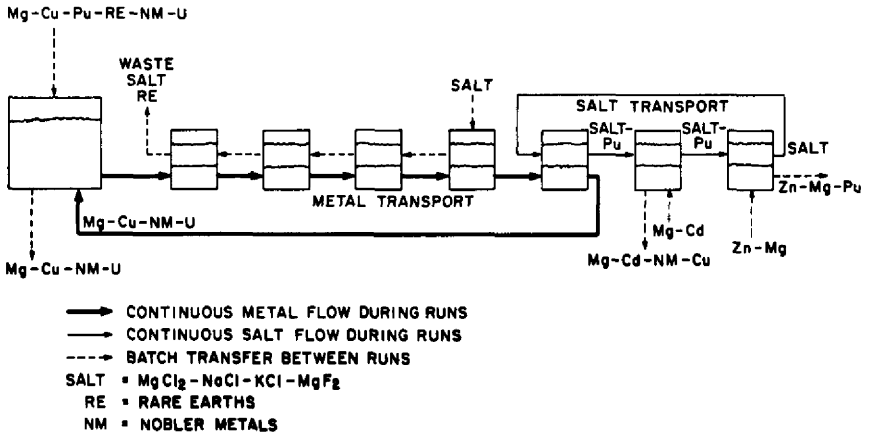 Mg-Cu-Pu-RE-NM-U
WASTE
SALT
RE
SALT
SALT TRANSPORT
SALT-
Pu
SALT-
Pu
SALT
Zn-Mg-Pu
METAL TRANSPORT
Mg-Cu-NM-U
Mg-Cd
Zn-Mg
Mg-Cu-NM-U
Mg-Cd-NM-Cu
CONTINUOUS METAL FLOW DURING RUNS
CONTINUOUS SALT FLOW DURING RUNS
BATCH TRANSFER BETWEEN RUNS
SALT = MgCl₂-NaCl-KCl-MgF₂
RE = RARE EARTHS
NM = NOBLER METALS